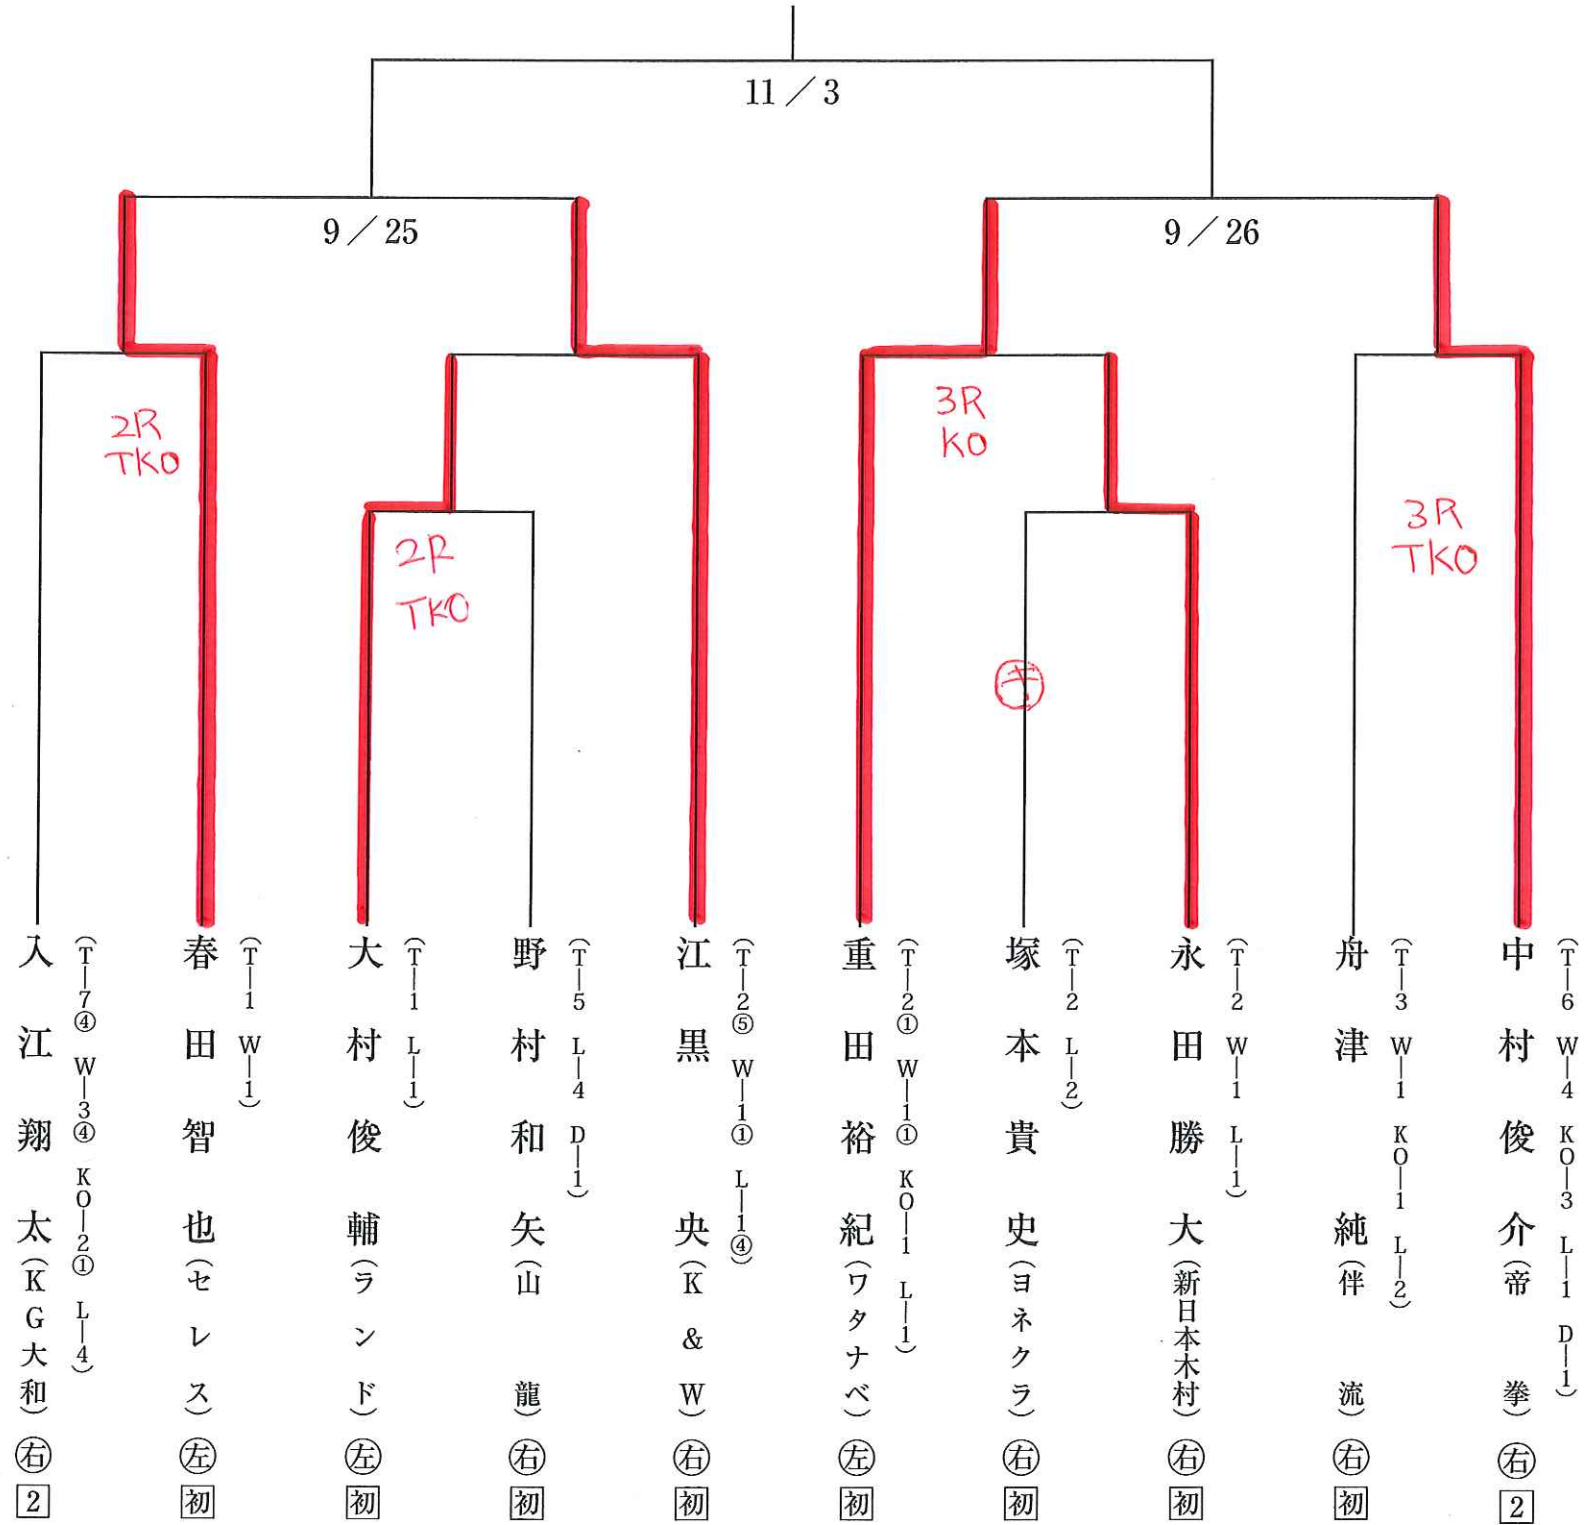 11／3
9／25
9／26
2R
TKO
2R
TKO
3R
KO
3R
TKO
㋖
入江翔太（KG大和）㊨ 2
（T―7④ W―3④ KO―2① L―4）
春田智也（セレス）㊧ 初
（T―1 W―1）
大村俊輔（ランド）㊧ 初
（T―1 L―1）
野村和矢（山龍）㊨ 初
（T―5 L―4 D―1）
江黒央（K＆W）㊨ 初
（T―2⑤ W―1① L―1④）
重田裕紀（ワタナベ）㊧ 初
（T―2① W―1① KO―1 L―1）
塚本貴史（ヨネクラ）㊨ 初
（T―2 L―2）
永田勝大（新日本木村）㊨ 初
（T―2 W―1 L―1）
舟津純（伴流）㊨ 初
（T―3 W―1 KO―1 L―2）
中村俊介（帝拳）㊨ 2
（T―6 W―4 KO―3 L―1 D―1）